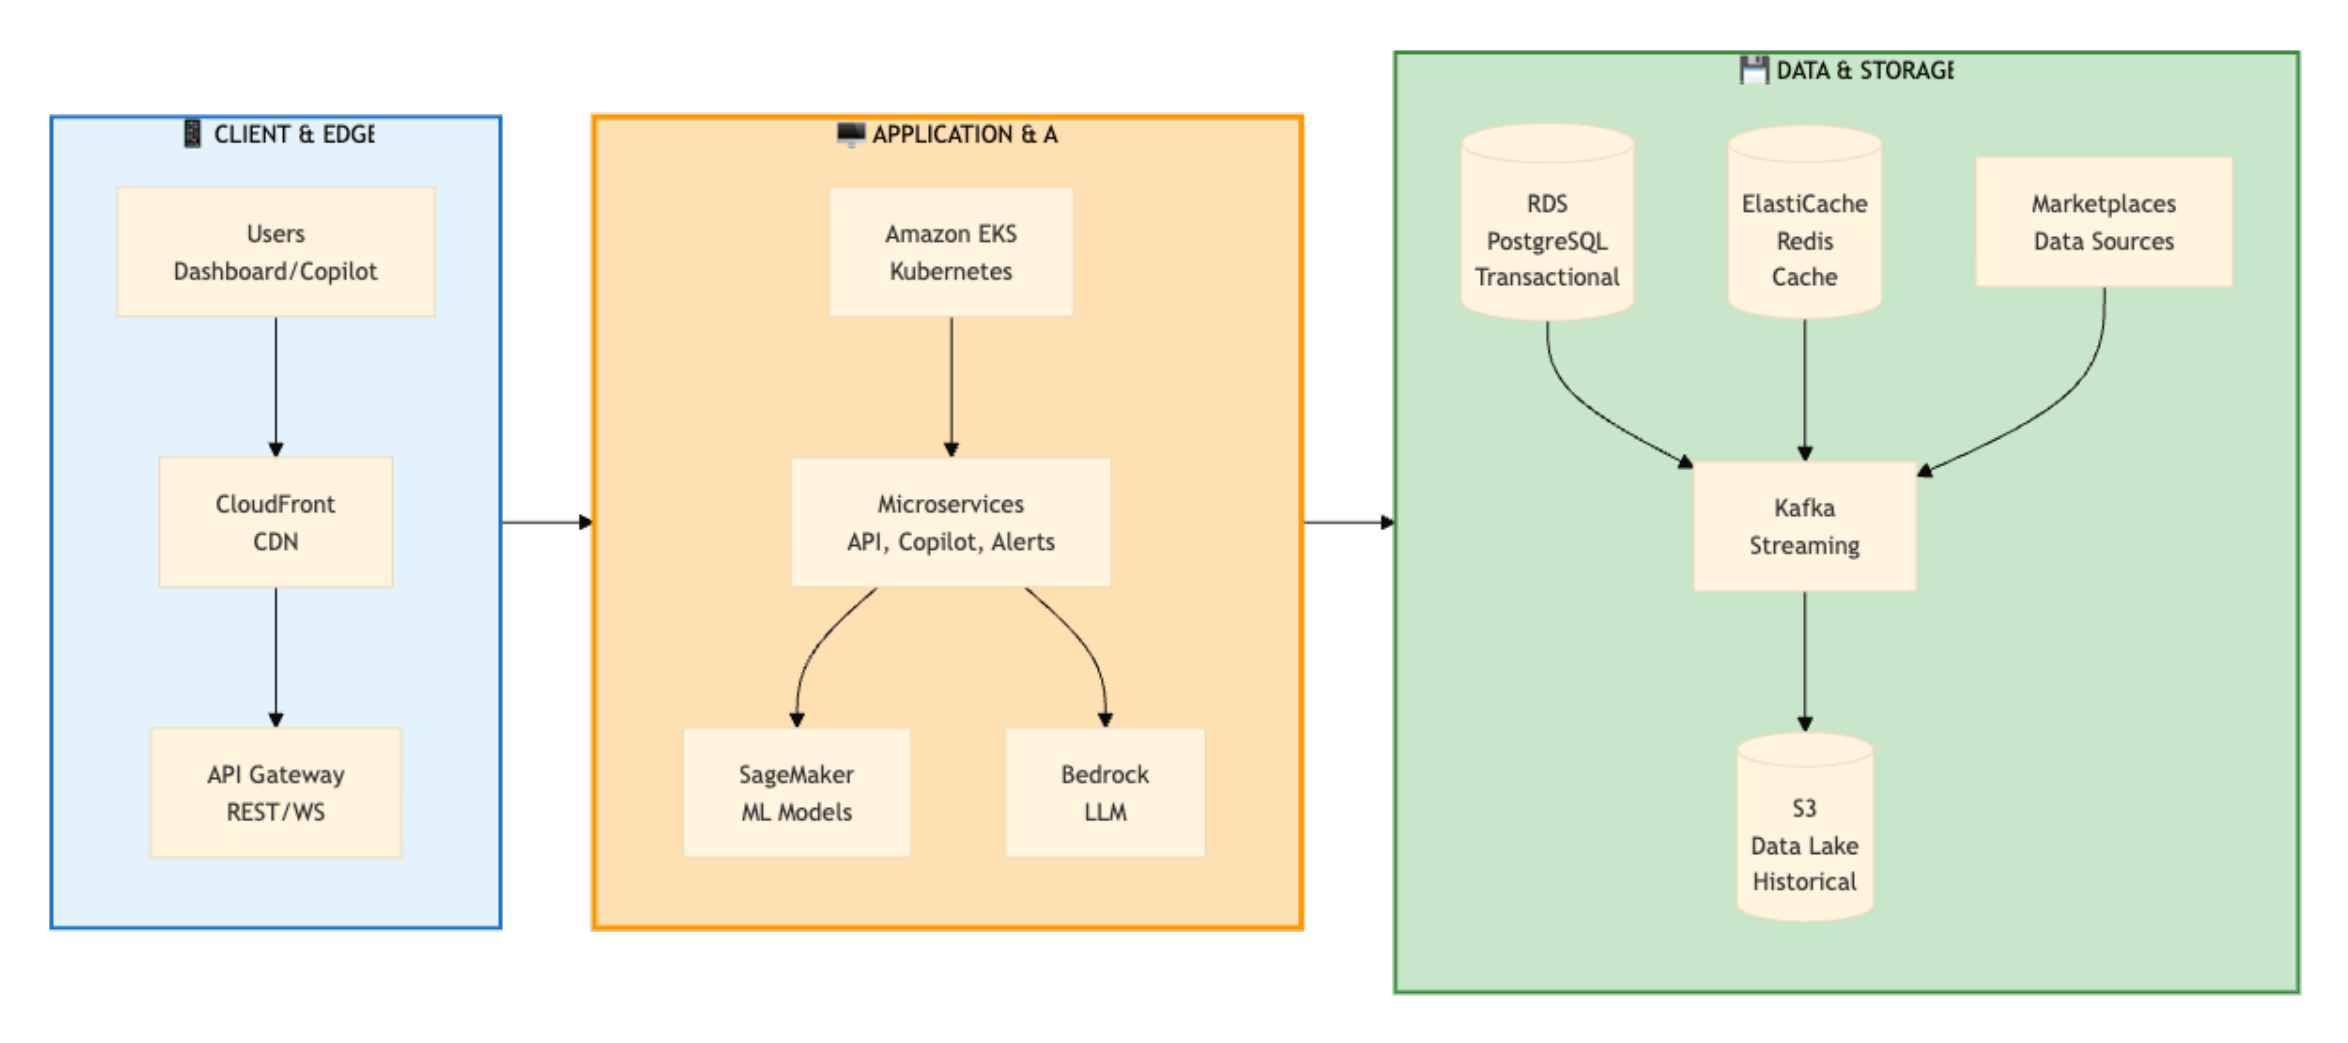 📱 CLIENT & EDGE
Users
Dashboard/Copilot
CloudFront
CDN
API Gateway
REST/WS
🖥️ APPLICATION & A
Amazon EKS
Kubernetes
Microservices
API, Copilot, Alerts
SageMaker
ML Models
Bedrock
LLM
💾 DATA & STORAGE
RDS
PostgreSQL
Transactional
ElastiCache
Redis
Cache
Marketplaces
Data Sources
Kafka
Streaming
S3
Data Lake
Historical